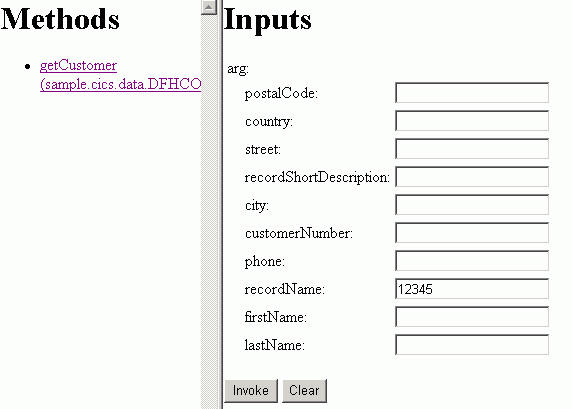 Methods
getCustomer
(sample.cics.data.DFHCO
Inputs
arg:
postalCode:
country:
street:
recordShortDescription:
city:
customerNumber:
phone:
recordName: 12345
firstName:
lastName:
Invoke Clear